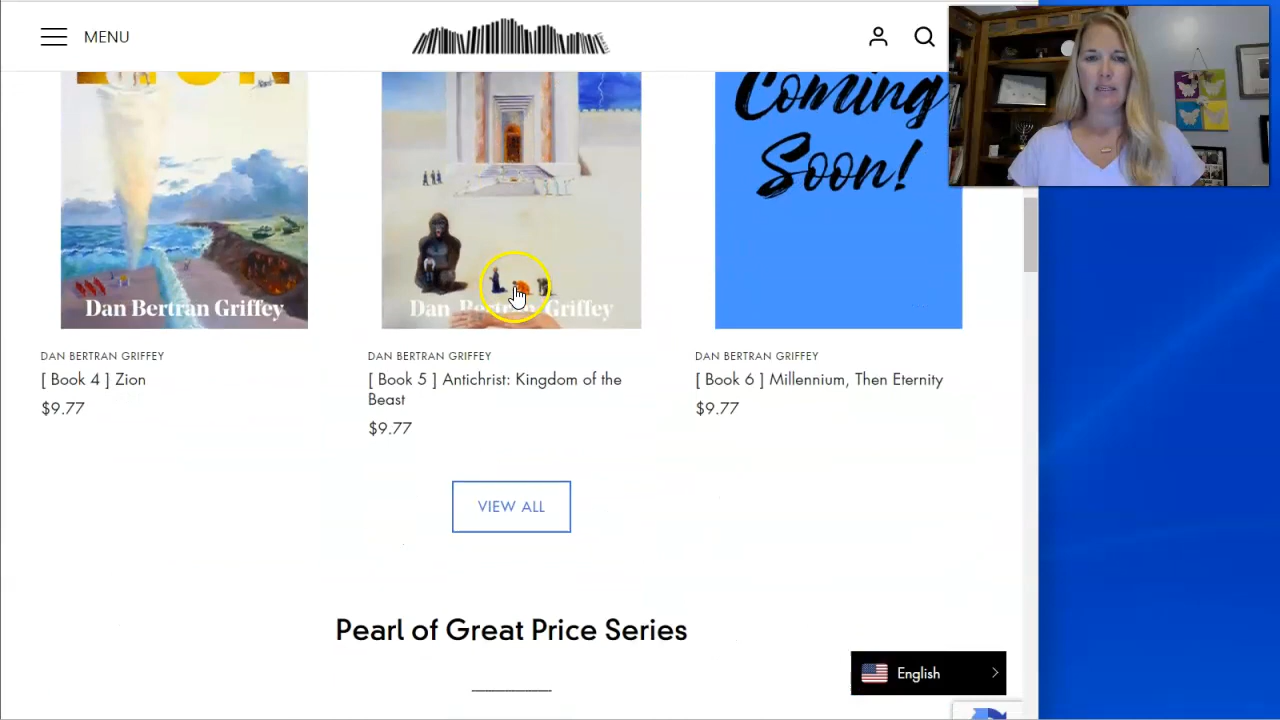 MENU
Coming
Soon!
Dan Bertran Griffey
Dan Bertran Griffey
DAN BERTRAN GRIFFEY
DAN BERTRAN GRIFFEY
DAN BERTRAN GRIFFEY
[ Book 4 ] Zion
[ Book 5 ] Antichrist: Kingdom of the
Beast
[ Book 6 ] Millennium, Then Eternity
$9.77
$9.77
$9.77
VIEW ALL
Pearl of Great Price Series
English